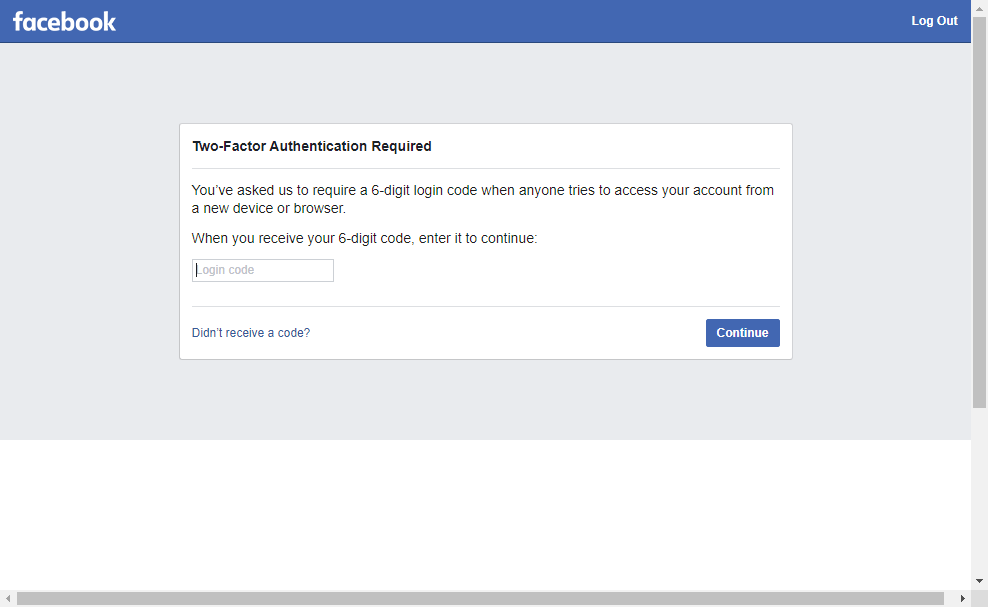 facebook
Log Out
Two-Factor Authentication Required
You've asked us to require a 6-digit login code when anyone tries to access your account from
a new device or browser.
When you receive your 6-digit code, enter it to continue:
Login code
Didn't receive a code?
Continue